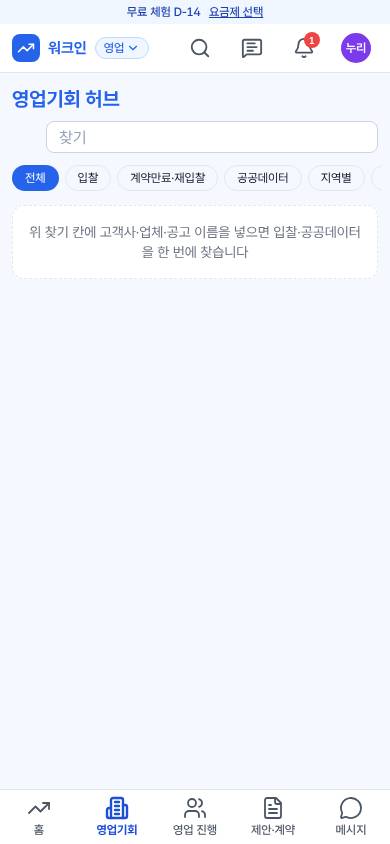 무료 체험 D-14 요금제 선택
워크인 영업 1 누리
영업기회 허브
찾기
전체 입찰 계약만료·재입찰 공공데이터 지역별
위 찾기 칸에 고객사·업체·공고 이름을 넣으면 입찰·공공데이터
을 한 번에 찾습니다
홈 영업기회 영업 진행 제안·계약 메시지